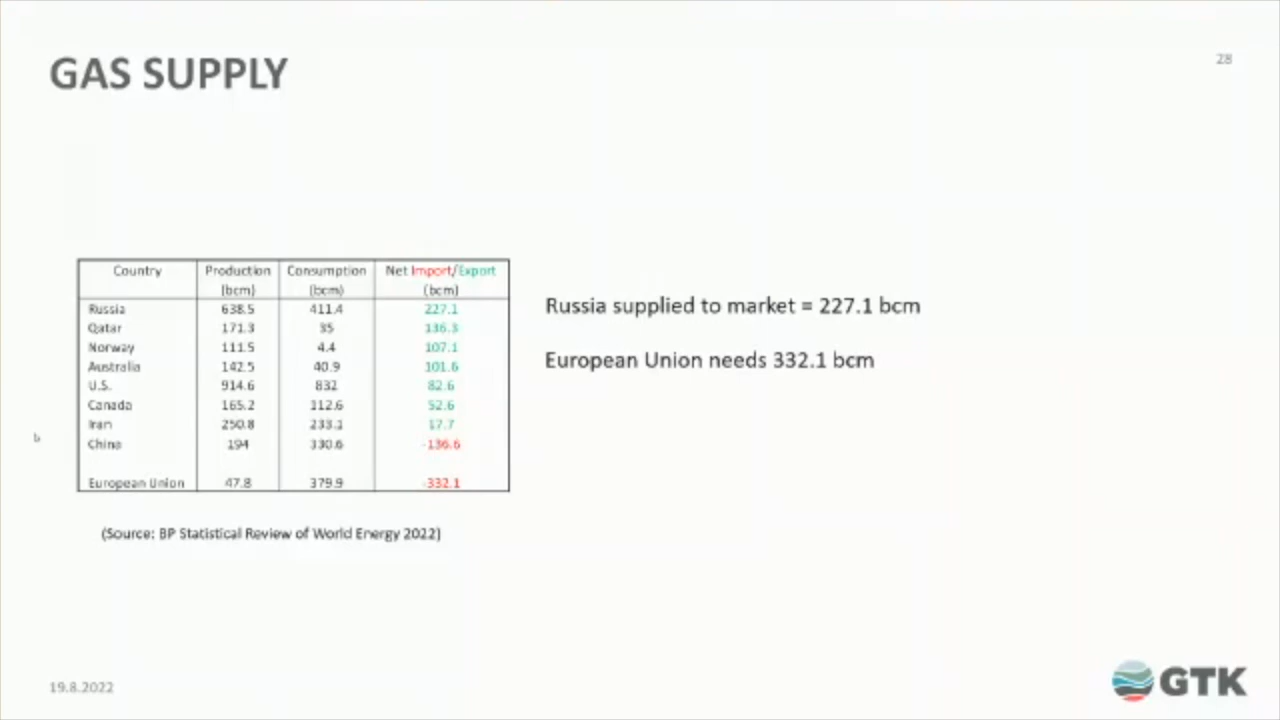 GAS SUPPLY
28
Country Production Consumption Net Import/Export
(bcm) (bcm) (bcm)
Russia 638.5 411.4 227.1
Qatar 171.3 35 136.3
Norway 111.5 4.4 107.1
Australia 142.5 40.9 101.6
U.S. 914.6 832 82.6
Canada 165.2 112.6 52.6
Iran 250.8 233.1 17.7
China 194 330.6 -136.6
European Union 47.8 379.9 -332.1
Russia supplied to market = 227.1 bcm
European Union needs 332.1 bcm
(Source: BP Statistical Review of World Energy 2022)
19.8.2022
GTK